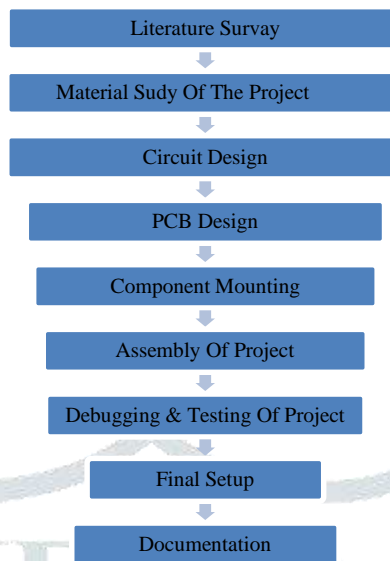 Literature Survay
Material Sudy Of The Project
Circuit Design
PCB Design
Component Mounting
Assembly Of Project
Debugging & Testing Of Project
Final Setup
Documentation